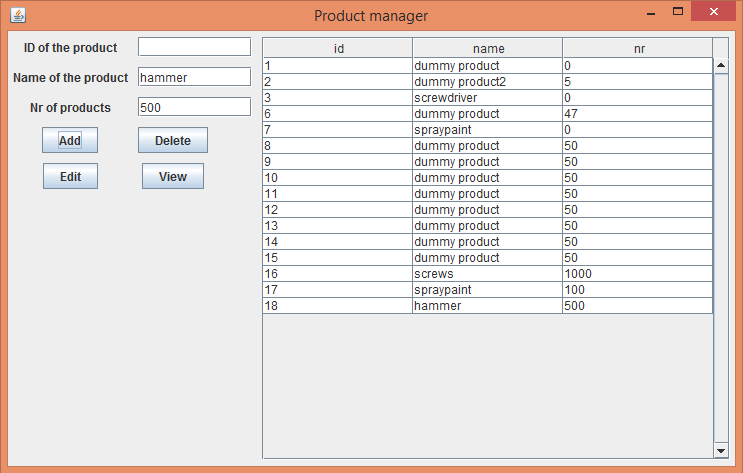 Product manager
ID of the product
Name of the product hammer
Nr of products 500
Add Delete
Edit View
id name nr
1 dummy product 0
2 dummy product2 5
3 screwdriver 0
6 dummy product 47
7 spraypaint 0
8 dummy product 50
9 dummy product 50
10 dummy product 50
11 dummy product 50
12 dummy product 50
13 dummy product 50
14 dummy product 50
15 dummy product 50
16 screws 1000
17 spraypaint 100
18 hammer 500